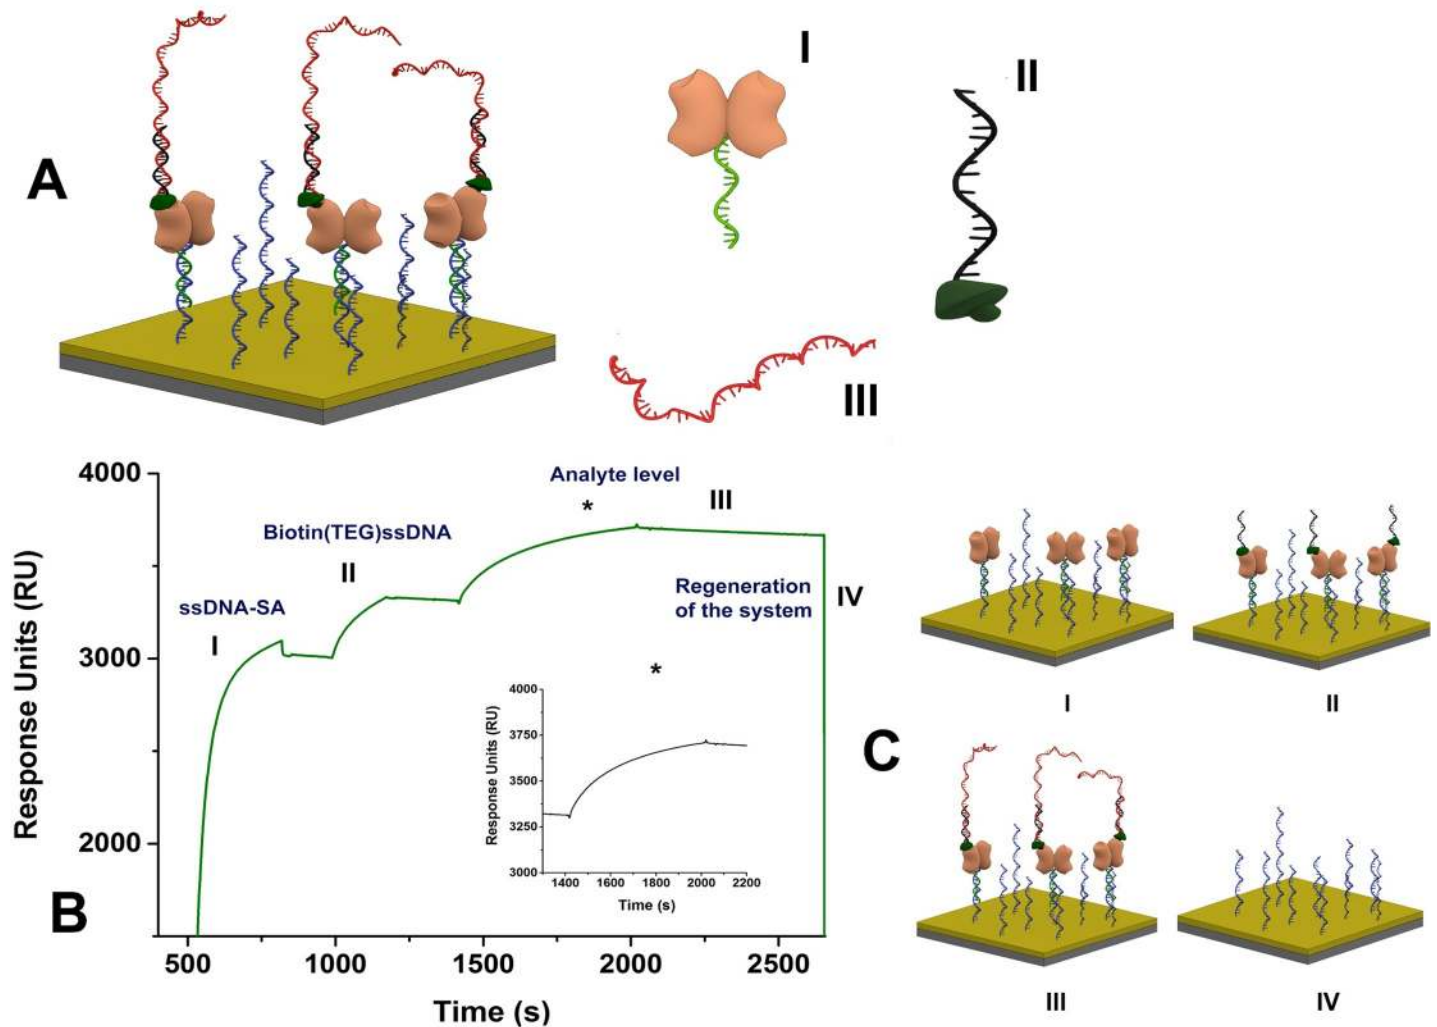 A
I
II
III
B
4000
3000
2000
Response Units (RU)
500
1000
1500
2000
2500
Time (s)
ssDNA-SA
I
Biotin(TEG)ssDNA
II
Analyte level
*
III
Regeneration
of the system
IV
*
4000
3750
3500
3250
3000
Response Units (RU)
1400
1600
1800
2000
2200
Time (s)
C
I
II
III
IV